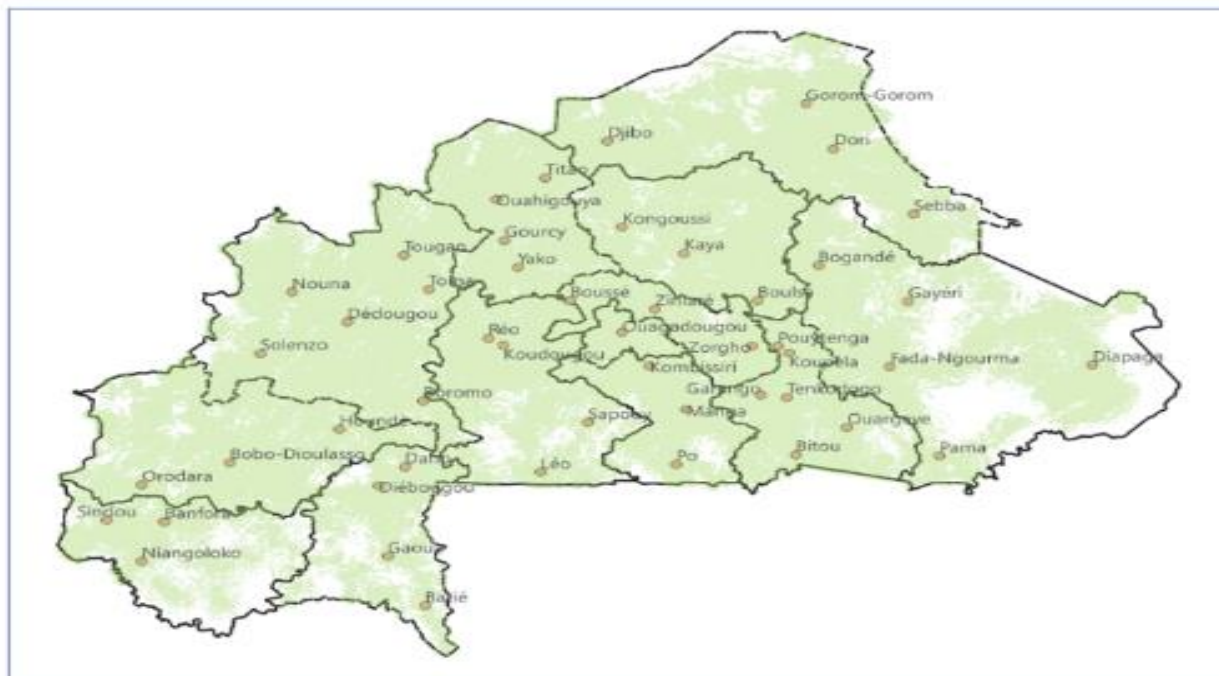 Gorom-Gorom
Djibo
Dori
Titao
Ouahigouya
Sebba
Kongoussi
Gourcy
Kaya
Tougan
Yako
Bogandé
Nouna
Toma
Boussé
Ziniaré
Boulsa
Gayéri
Dédougou
Réo
Ouagadougou
Koudougou
Zorgho
Pouytenga
Solenzo
Koupéla
Kombissiri
Fada-Ngourma
Diapaga
Boromo
Garango
Tenkodogo
Manga
Houndé
Sapouy
Ouargaye
Bobo-Dioulasso
Dano
Léo
Po
Bitou
Pama
Orodara
Diébougou
Sindou
Banfora
Niangoloko
Gaoua
Batié